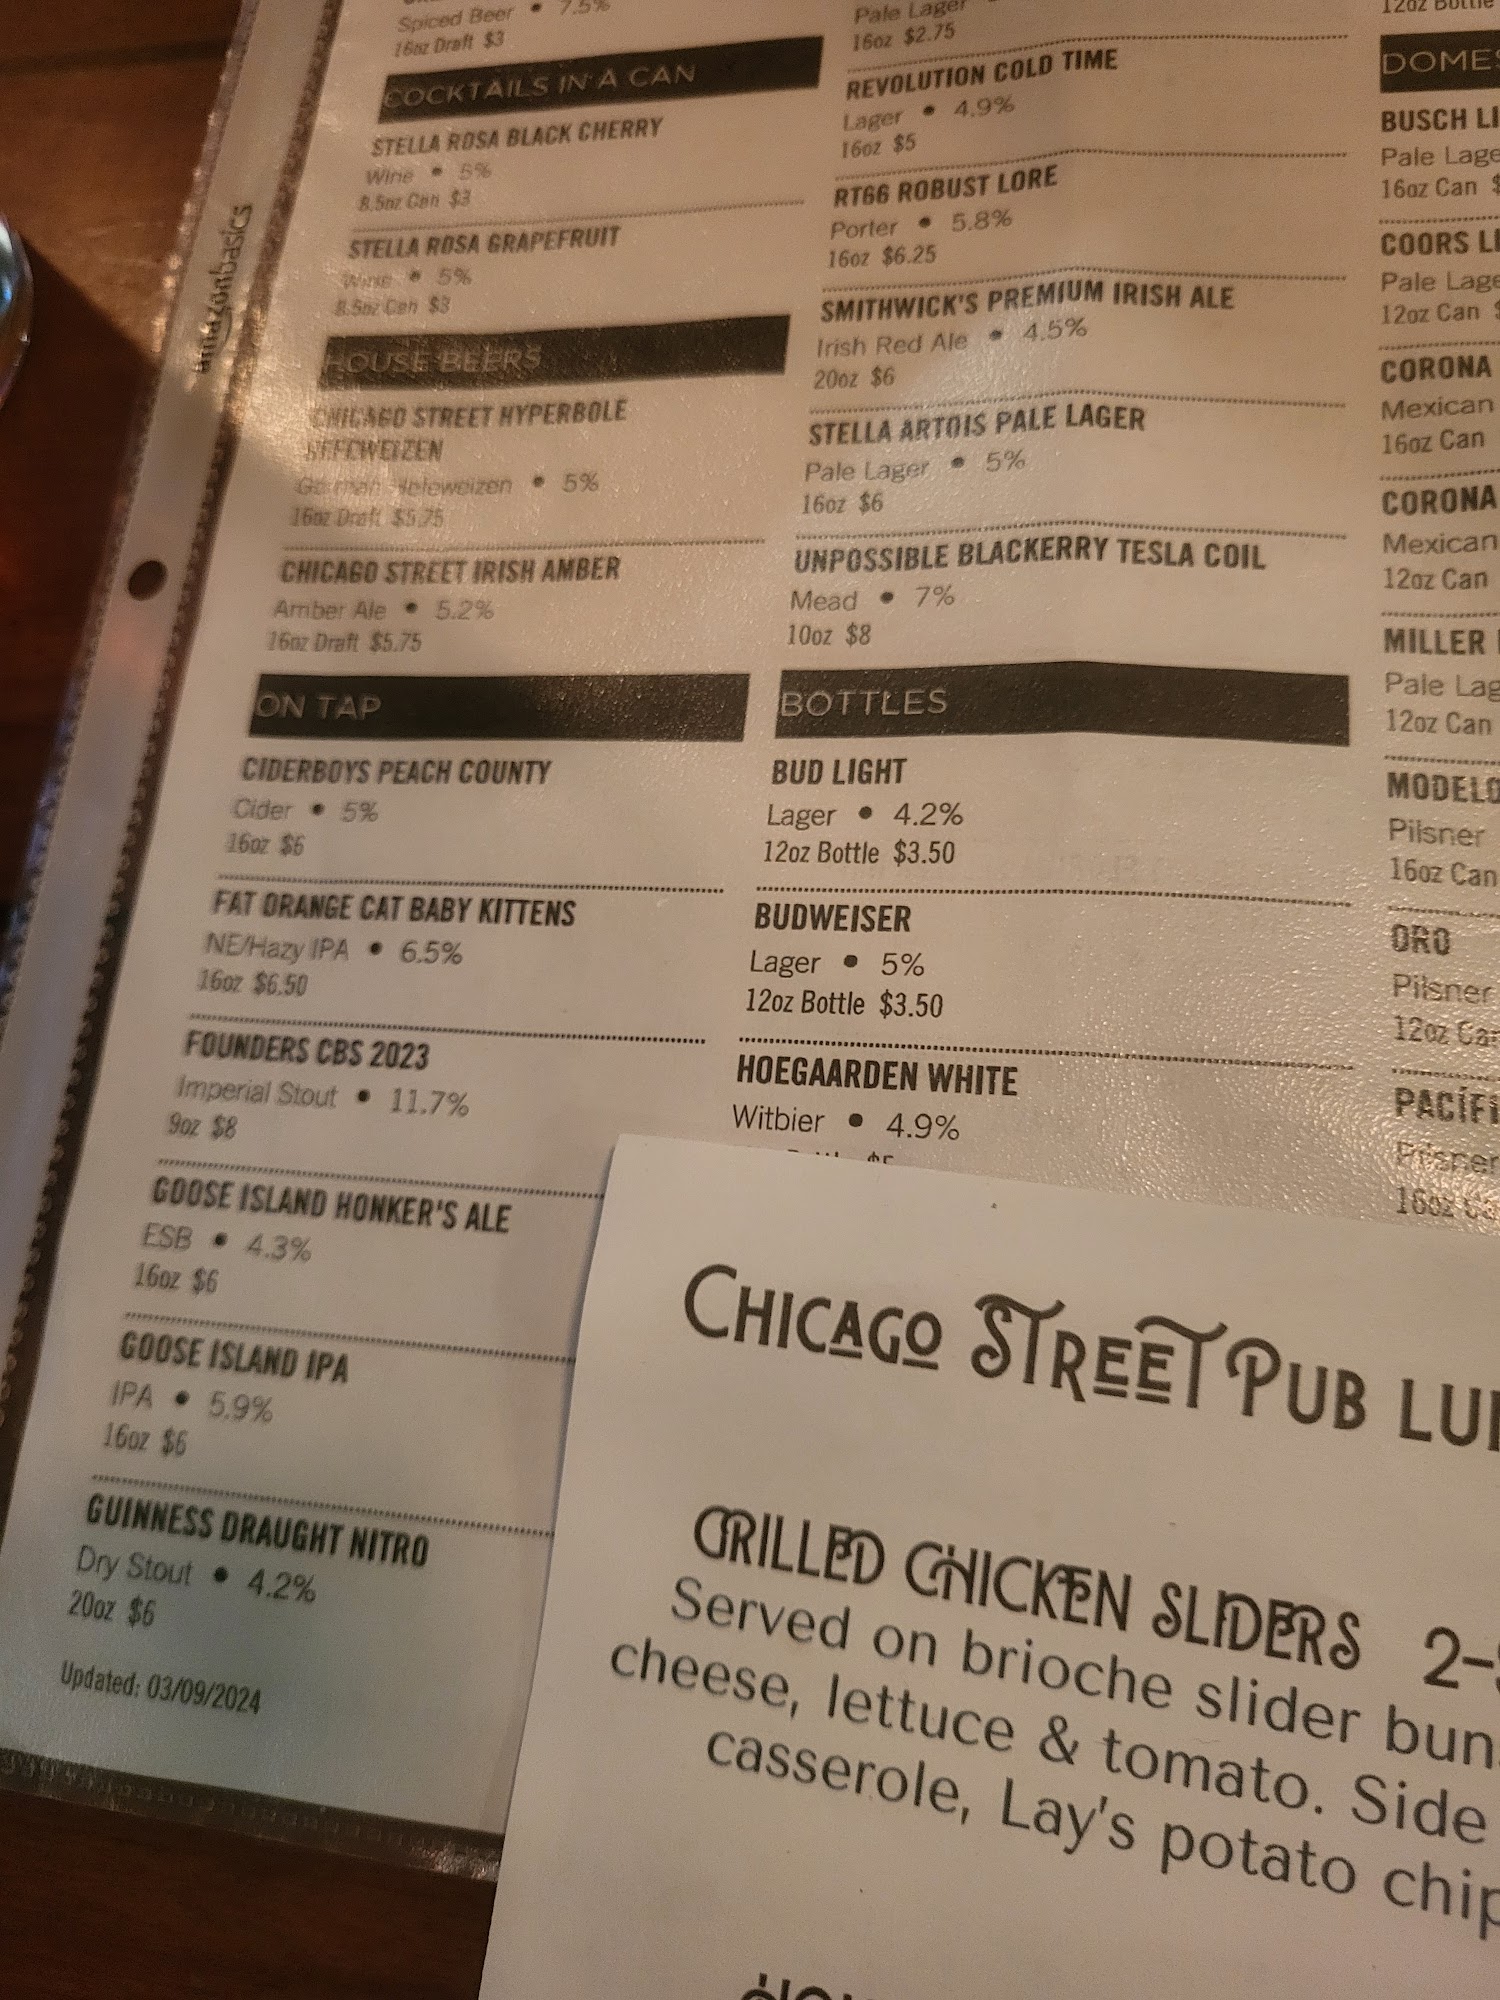 Spiced Beer • 7.5%
16oz Draft $3
COCKTAILS IN A CAN
STELLA ROSA BLACK CHERRY
Wine • 5%
8.5oz Can $3
STELLA ROSA GRAPEFRUIT
Wine • 5%
8.5oz Can $3
HOUSE BEERS
CHICAGO STREET HYPERBOLE
HEFEWEIZEN
German Hefeweizen • 5%
16oz Draft $5.75
CHICAGO STREET IRISH AMBER
Amber Ale • 5.2%
16oz Draft $5.75
ON TAP
CIDERBOYS PEACH COUNTY
Cider • 5%
16oz $6
FAT ORANGE CAT BABY KITTENS
NE/Hazy IPA • 6.5%
16oz $6.50
FOUNDERS CBS 2023
Imperial Stout • 11.7%
9oz $8
GOOSE ISLAND HONKER'S ALE
ESB • 4.3%
16oz $6
GOOSE ISLAND IPA
IPA • 5.9%
16oz $6
GUINNESS DRAUGHT NITRO
Dry Stout • 4.2%
20oz $6
Updated: 03/09/2024
amazonbasics
Pale Lager
16oz $2.75
REVOLUTION COLD TIME
Lager • 4.9%
16oz $5
RT66 ROBUST LORE
Porter • 5.8%
16oz $6.25
SMITHWICK'S PREMIUM IRISH ALE
Irish Red Ale • 4.5%
20oz $6
STELLA ARTOIS PALE LAGER
Pale Lager • 5%
16oz $6
UNPOSSIBLE BLACKERRY TESLA COIL
Mead • 7%
10oz $8
BOTTLES
BUD LIGHT
Lager • 4.2%
12oz Bottle $3.50
BUDWEISER
Lager • 5%
12oz Bottle $3.50
HOEGAARDEN WHITE
Witbier • 4.9%
12oz Bottle
DOMES
BUSCH LI
Pale Lage
16oz Can $
COORS LI
Pale Lage
12oz Can $
CORONA
Mexican
16oz Can
CORONA
Mexican
12oz Can
MILLER
Pale Lag
12oz Can
MODELO
Pilsner
16oz Can
ORO
Pilsner
12oz Can
PACÍFI
Pilsner
16oz Ca
CHICAGO STREET PUB LU
GRILLED CHICKEN SLIDERS 2-
Served on brioche slider bun
cheese, lettuce & tomato. Side
casserole, Lay's potato chip